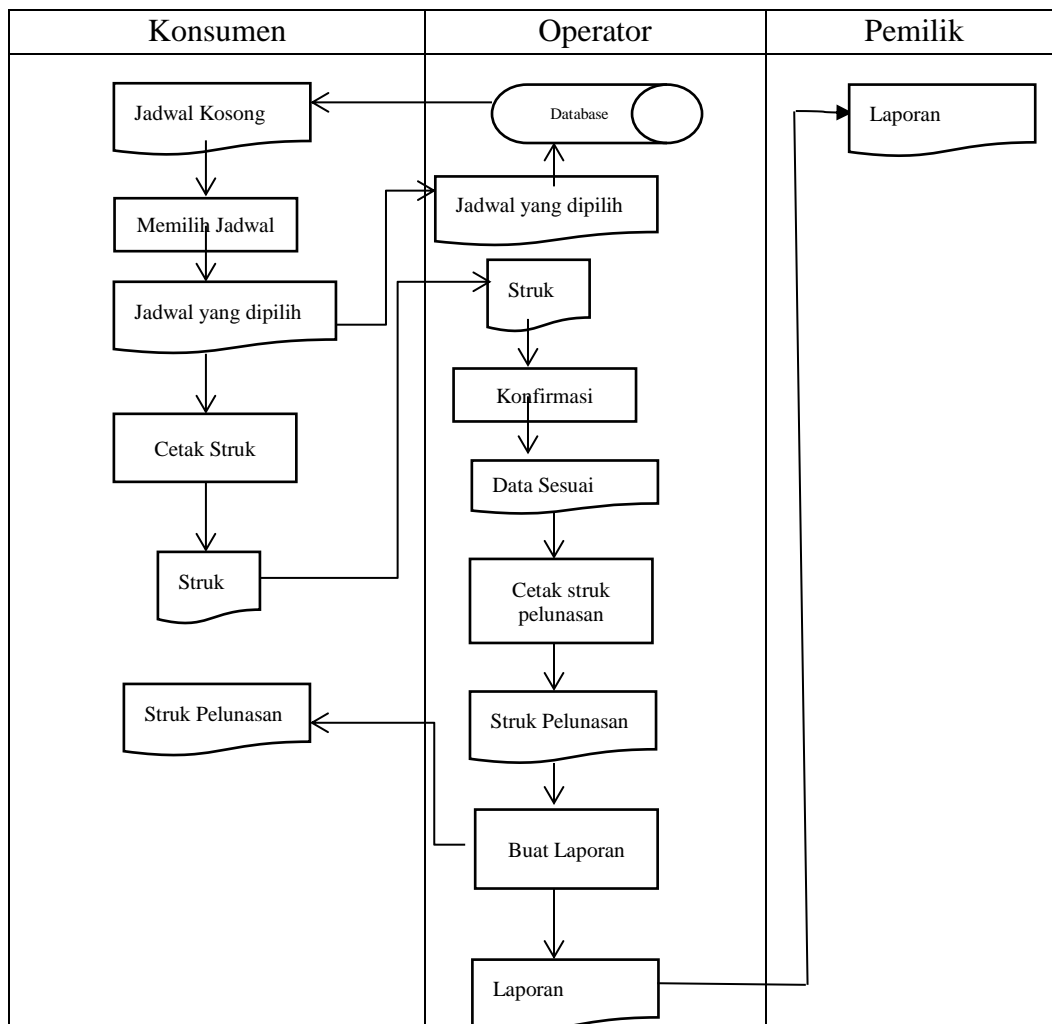 Konsumen
Operator
Pemilik
Jadwal Kosong
Memilih Jadwal
Jadwal yang dipilih
Cetak Struk
Struk
Struk Pelunasan
Database
Jadwal yang dipilih
Struk
Konfirmasi
Data Sesuai
Cetak struk
pelunasan
Struk Pelunasan
Buat Laporan
Laporan
Laporan